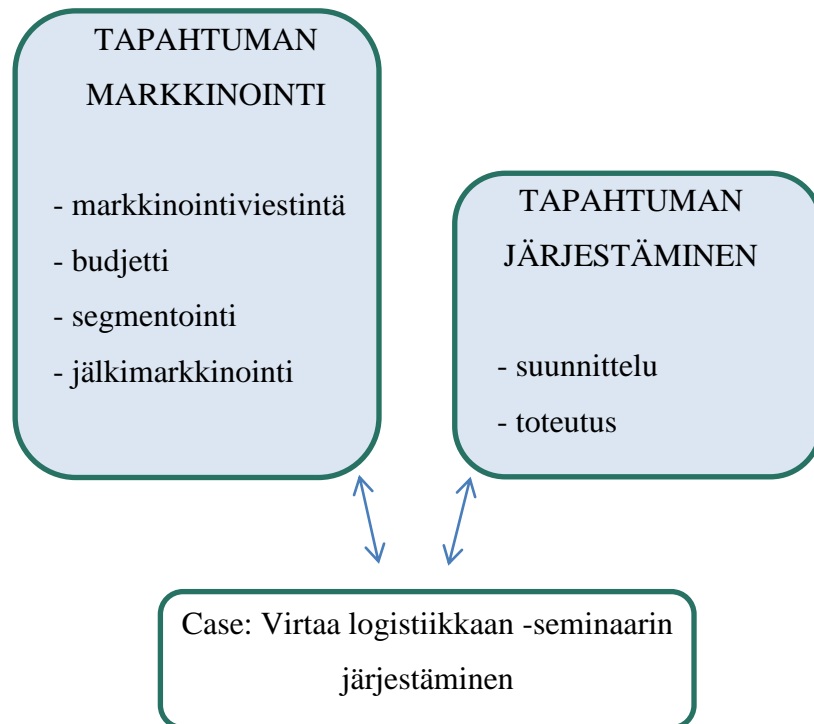 TAPAHTUMAN
MARKKINOINTI
- markkinointiviestintä
- budjetti
- segmentointi
- jälkimarkkinointi
TAPAHTUMAN
JÄRJESTÄMINEN
- suunnittelu
- toteutus
Case: Virtaa logistiikkaan -seminaarin
järjestäminen